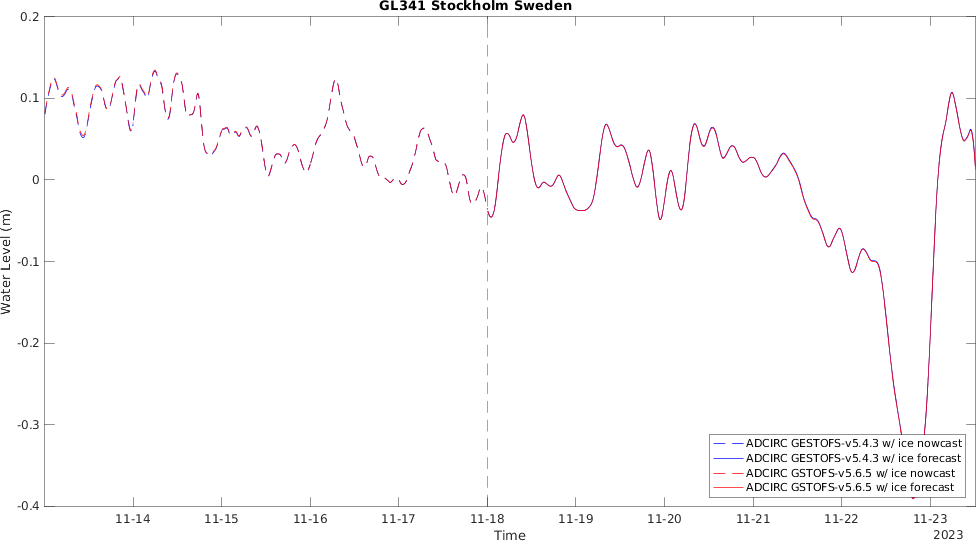 GL341 Stockholm Sweden
0.2
0.1
0
-0.1
-0.2
-0.3
-0.4
Water Level (m)
ADCIRC GESTOFS-v5.4.3 w/ ice nowcast
ADCIRC GESTOFS-v5.4.3 w/ ice forecast
ADCIRC GSTOFS-v5.6.5 w/ ice nowcast
ADCIRC GSTOFS-v5.6.5 w/ ice forecast
11-14 11-15 11-16 11-17 11-18 11-19 11-20 11-21 11-22 11-23
Time
2023